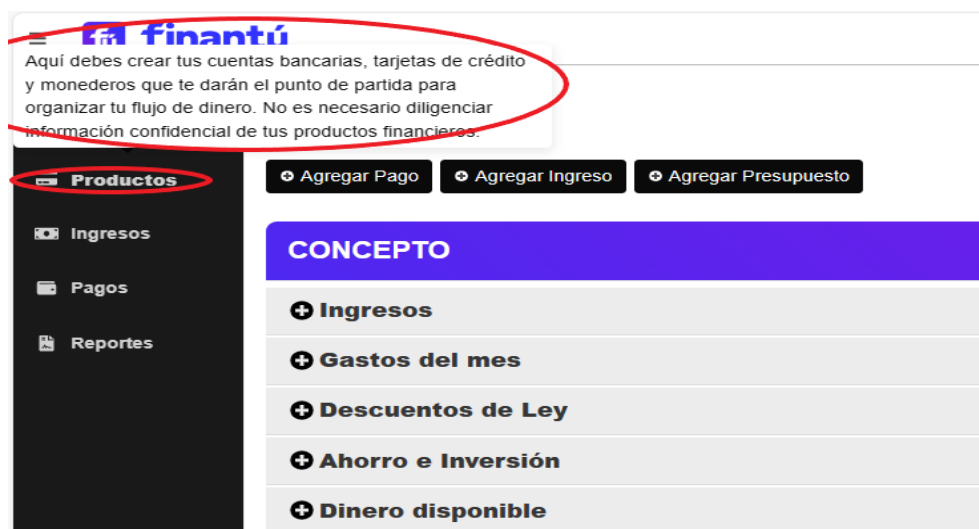 finantú
Aquí debes crear tus cuentas bancarias, tarjetas de crédito
y monederos que te darán el punto de partida para
organizar tu flujo de dinero. No es necesario diligenciar
información confidencial de tus productos financieros.
Productos
Agregar Pago Agregar Ingreso Agregar Presupuesto
Ingresos
CONCEPTO
Pagos
Ingresos
Reportes
Gastos del mes
Descuentos de Ley
Ahorro e Inversión
Dinero disponible